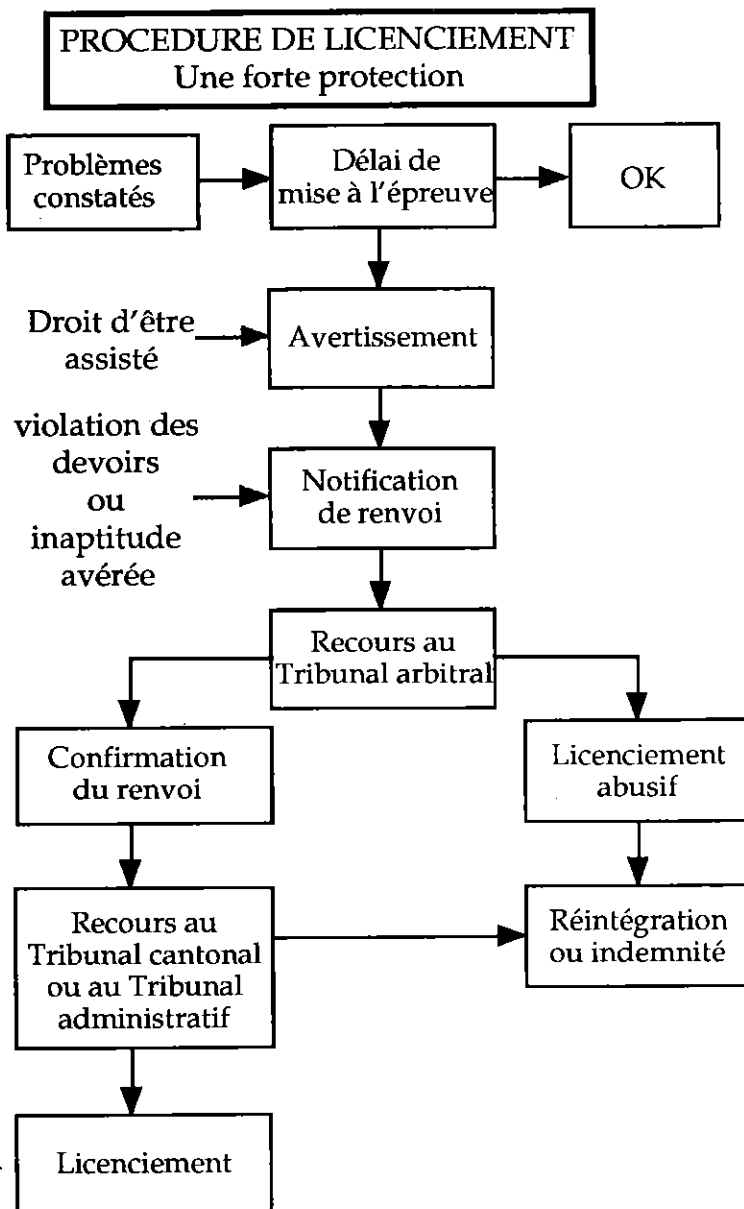 PROCEDURE DE LICENCIEMENT
Une forte protection
Problèmes
constatés
Délai de
mise à l'épreuve
OK
Droit d'être
assisté
Avertissement
violation des
devoirs
ou
inaptitude
avérée
Notification
de renvoi
Recours au
Tribunal arbitral
Confirmation
du renvoi
Licenciement
abusif
Recours au
Tribunal cantonal
ou au Tribunal
administratif
Réintégration
ou indemnité
Licenciement